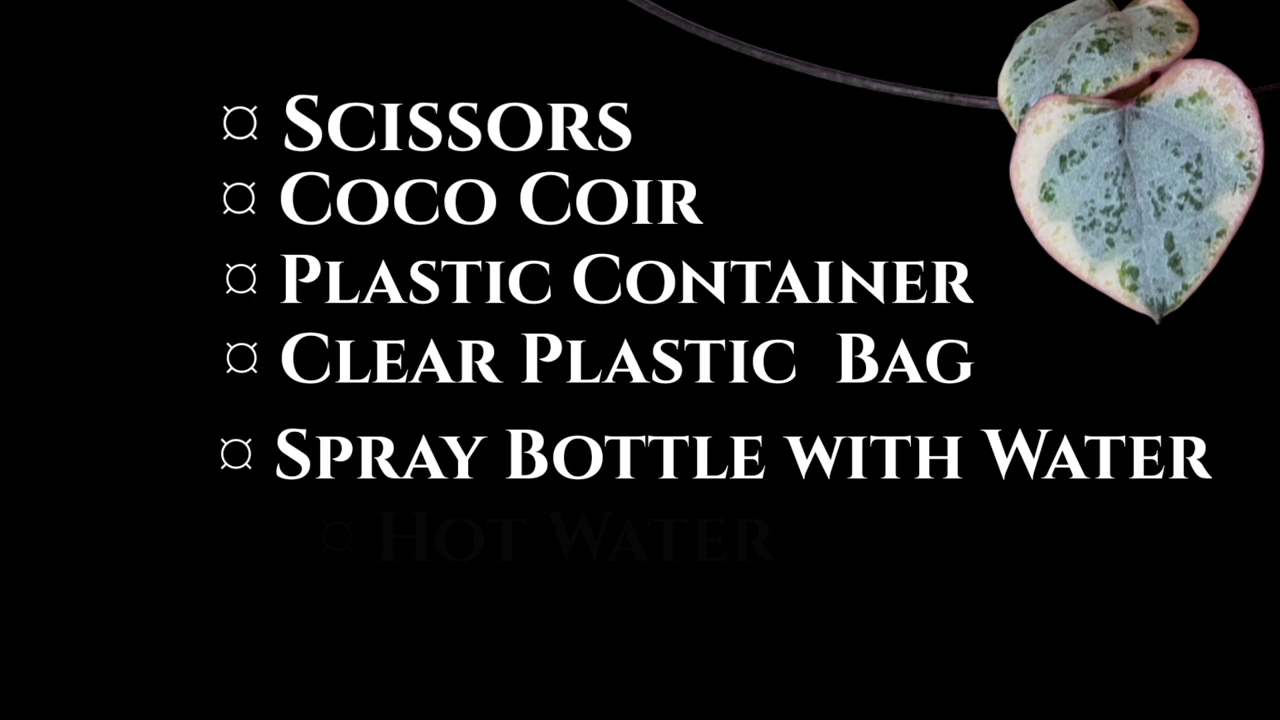 ¤ Scissors
¤ Coco Coir
¤ Plastic Container
¤ Clear Plastic Bag
¤ Spray Bottle with Water
¤ Hot Water